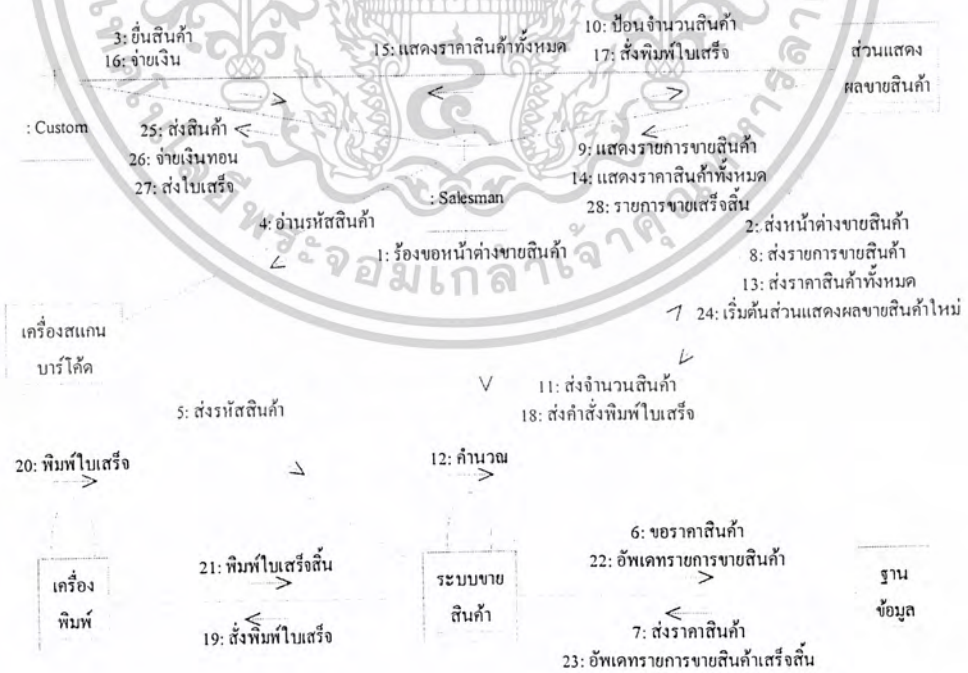 3: ยื่นสินค้า
16: จ่ายเงิน
15: แสดงราคาสินค้าทั้งหมด
10: ป้อนจำนวนสินค้า
17: สั่งพิมพ์ใบเสร็จ
ส่วนแสดง
ผลขายสินค้า
: Custom
25: ส่งสินค้า
26: จ่ายเงินทอน
27: ส่งใบเสร็จ
9: แสดงรายการขายสินค้า
14: แสดงราคาสินค้าทั้งหมด
28: รายการขายเสร็จสิ้น
: Salesman
4: อ่านรหัสสินค้า
1: ร้องขอหน้าต่างขายสินค้า
2: ส่งหน้าต่างขายสินค้า
8: ส่งรายการขายสินค้า
13: ส่งราคาสินค้าทั้งหมด
24: เริ่มต้นส่วนแสดงผลขายสินค้าใหม่
พระจอมเกล้าเจ้าคุณทหารล
เครื่องสแกน
บาร์โค้ด
11: ส่งจำนวนสินค้า
18: ส่งคำสั่งพิมพ์ใบเสร็จ
5: ส่งรหัสสินค้า
20: พิมพ์ใบเสร็จ
12: คำนวณ
6: ขอราคาสินค้า
22: อัพเดทรายการขายสินค้า
เครื่อง
พิมพ์
21: พิมพ์ใบเสร็จสิ้น
19: สั่งพิมพ์ใบเสร็จ
ระบบขาย
สินค้า
ฐาน
ข้อมูล
7: ส่งราคาสินค้า
23: อัพเดทรายการขายสินค้าเสร็จสิ้น